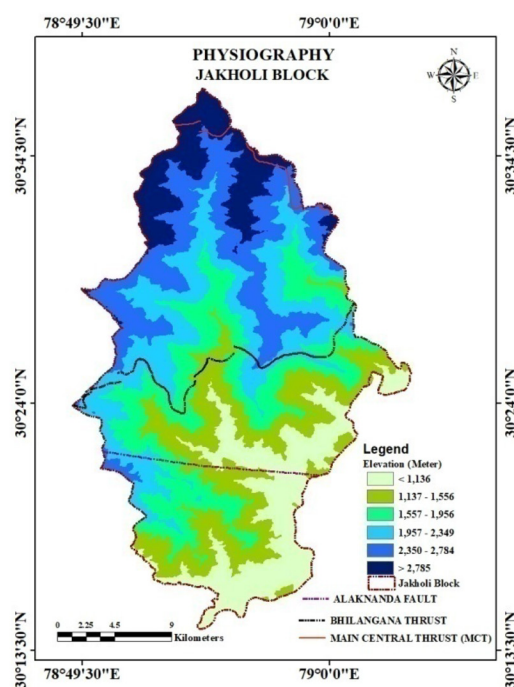 78°49'30"E 79°0'0"E
PHYSIOGRAPHY
JAKHOLI BLOCK
N
W E
S
30°34'30"N 30°34'30"N
30°24'0"N 30°24'0"N
Legend
Elevation (Meter)
< 1,136
1,137 - 1,556
1,557 - 1,956
1,957 - 2,349
2,350 - 2,784
> 2,785
Jakholi Block
ALAKNANDA FAULT
BHILANGANA THRUST
MAIN CENTRAL THRUST (MCT)
0 2.25 4.5 9
Kilometers
30°13'30"N 30°13'30"N
78°49'30"E 79°0'0"E